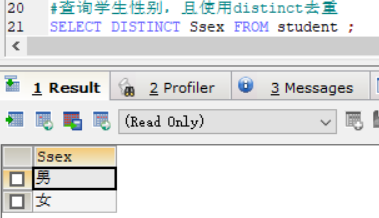 20 #查询学生性别，且使用distinct去重
21 SELECT DISTINCT Ssex FROM student ;
1 Result 2 Profiler 3 Messages
(Read Only)
Ssex
男
女